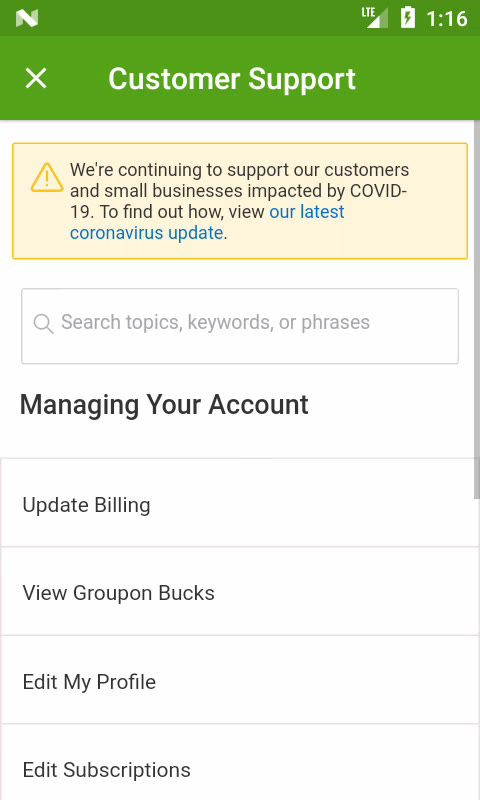 LTE 1:16
Customer Support
We're continuing to support our customers
and small businesses impacted by COVID-
19. To find out how, view our latest
coronavirus update.
Search topics, keywords, or phrases
Managing Your Account
Update Billing
View Groupon Bucks
Edit My Profile
Edit Subscriptions